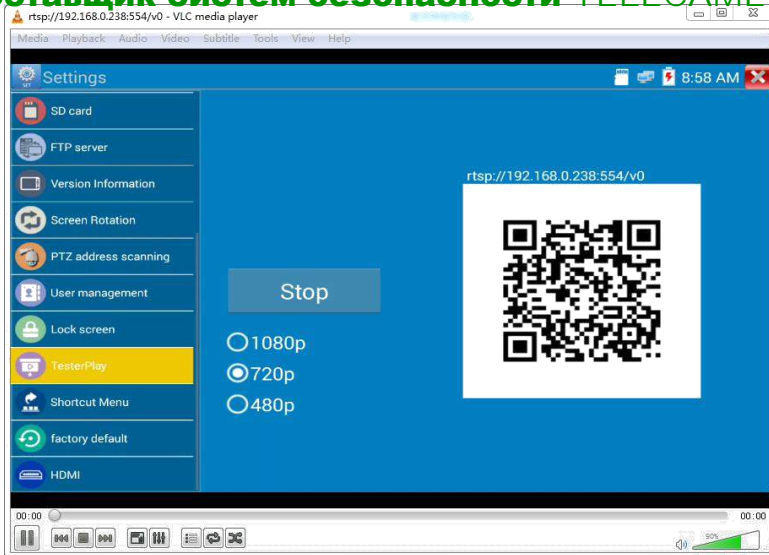 ставщик систем безопасности TELECAME
rtsp://192.168.0.238:554/v0 - VLC media player
Media Playback Audio Video Subtitle Tools View Help
SET
Settings
8:58 AM
SD card
FTP server
Version Information
Screen Rotation
PTZ address scanning
User management
Lock screen
TesterPlay
Shortcut Menu
factory default
HDMI
Stop
1080p
720p
480p
rtsp://192.168.0.238:554/v0
00:00
00:00
90%